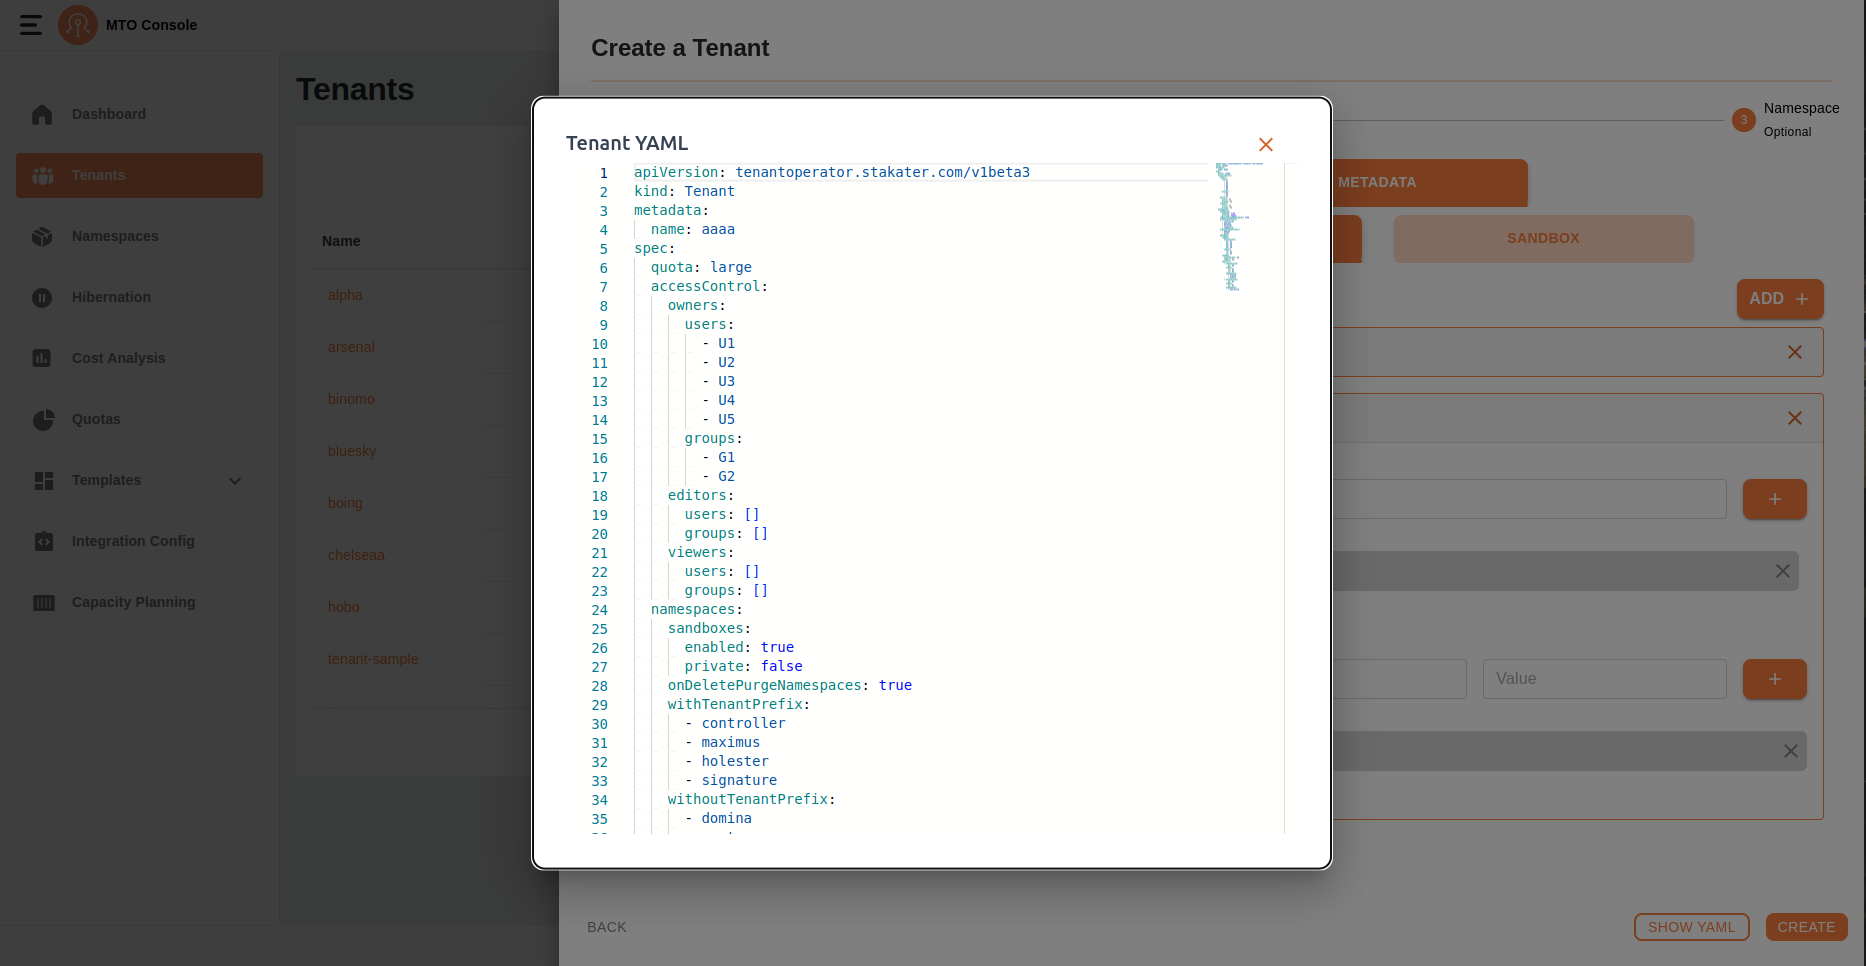 MTO Console
Create a Tenant
Tenants
Dashboard
Tenants
Namespaces
Hibernation
Cost Analysis
Quotas
Templates
Integration Config
Capacity Planning
Name
alpha
arsenal
binomo
bluesky
boing
chelseaa
hobo
tenant-sample
3
Namespace
Optional
METADATA
SANDBOX
ADD +
Value
Tenant YAML
1 apiVersion: tenantoperator.stakater.com/v1beta3
2 kind: Tenant
3 metadata:
4 name: aaaa
5 spec:
6 quota: large
7 accessControl:
8 owners:
9 users:
10 - U1
11 - U2
12 - U3
13 - U4
14 - U5
15 groups:
16 - G1
17 - G2
18 editors:
19 users: []
20 groups: []
21 viewers:
22 users: []
23 groups: []
24 namespaces:
25 sandboxes:
26 enabled: true
27 private: false
28 onDeletePurgeNamespaces: true
29 withTenantPrefix:
30 - controller
31 - maximus
32 - holester
33 - signature
34 withoutTenantPrefix:
35 - domina
BACK
SHOW YAML
CREATE